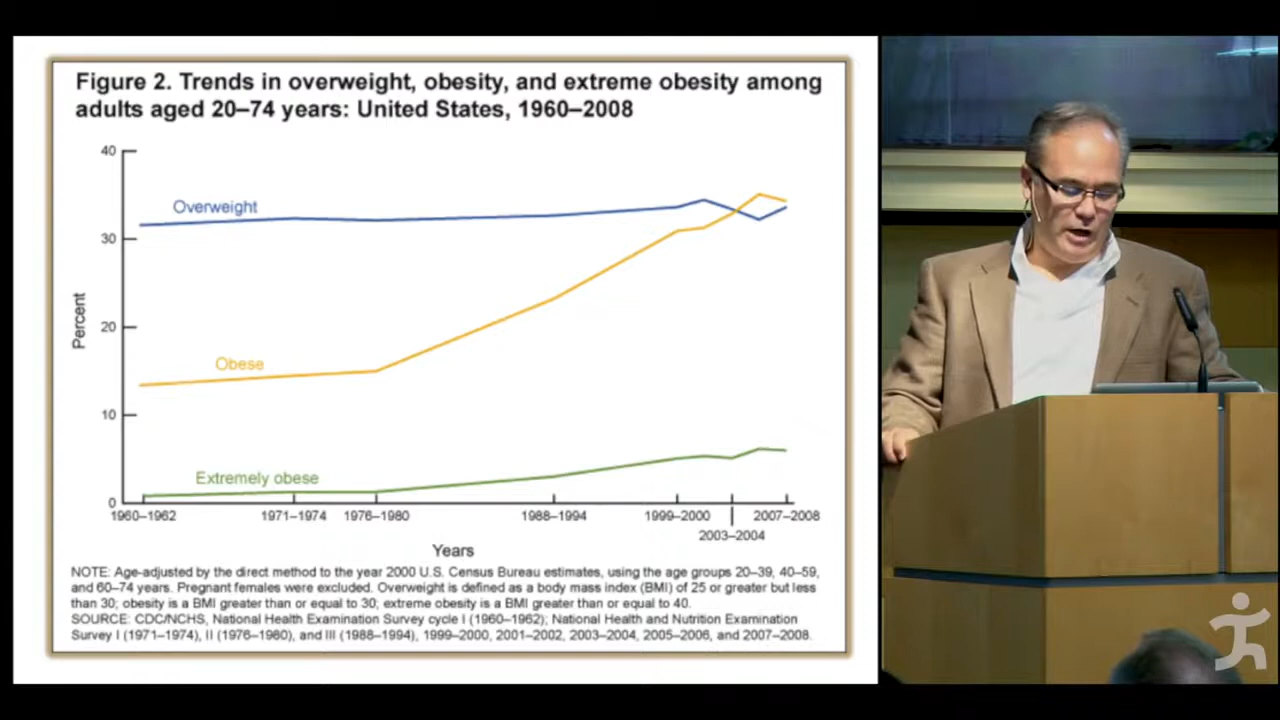 Figure 2. Trends in overweight, obesity, and extreme obesity among
adults aged 20–74 years: United States, 1960–2008
40
Overweight
30
Percent
20
Obese
10
Extremely obese
0
1960–1962
1971–1974
1976–1980
1988–1994
1999–2000
2007–2008
2003–2004
Years
NOTE: Age-adjusted by the direct method to the year 2000 U.S. Census Bureau estimates, using the age groups 20–39, 40–59,
and 60–74 years. Pregnant females were excluded. Overweight is defined as a body mass index (BMI) of 25 or greater but less
than 30; obesity is a BMI greater than or equal to 30; extreme obesity is a BMI greater than or equal to 40.
SOURCE: CDC/NCHS, National Health Examination Survey cycle I (1960–1962); National Health and Nutrition Examination
Survey I (1971–1974), II (1976–1980), and III (1988–1994), 1999–2000, 2001–2002, 2003–2004, 2005–2006, and 2007–2008.